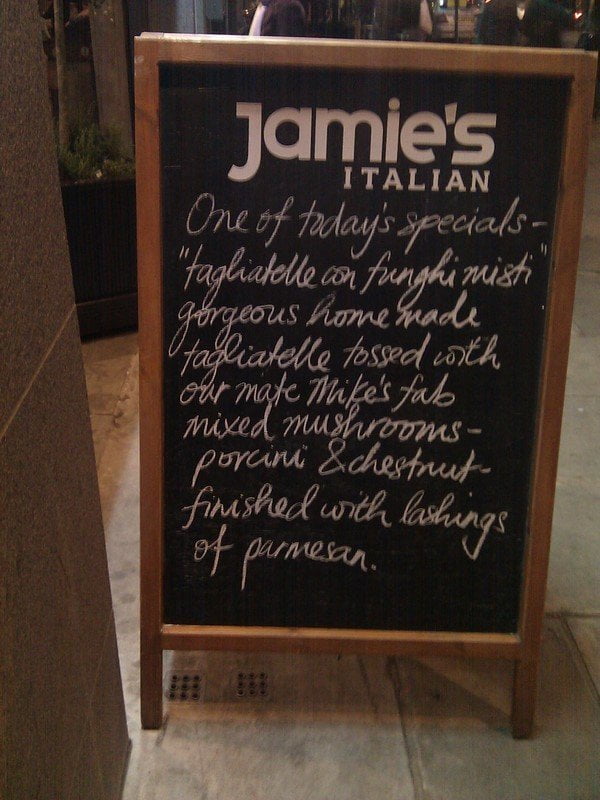 Jamie's
ITALIAN
One of today's specials -
"tagliatelle con funghi misti"
gorgeous home made
tagliatelle tossed with
our mate Mike's fab
mixed mushrooms -
porcini & chestnut -
finished with lashings
of parmesan.